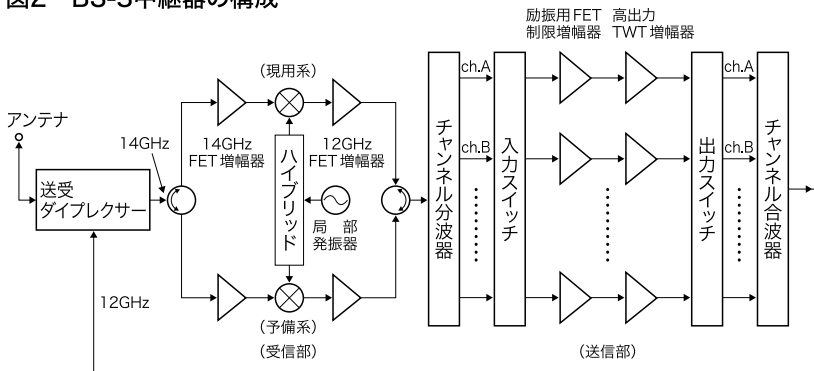 図2 BS-3中継器の構成
励振用FET
制限増幅器
高出力
TWT増幅器
(現用系)
ch.A
ch.A
アンテナ
14GHz
14GHz
FET増幅器
12GHz
FET増幅器
ch.B
ch.B
送受
ダイプレクサー
ハイブリッド
局部
発振器
チャンネル分波器
入力スイッチ
出力スイッチ
チャンネル合波器
12GHz
(予備系)
(受信部)
(送信部)